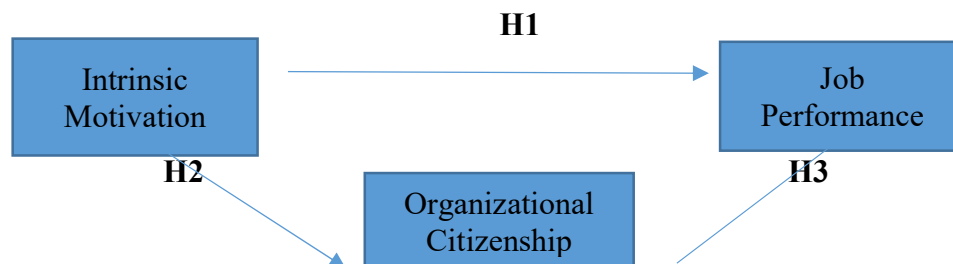 H1
Intrinsic
Motivation
Job
Performance
H2
H3
Organizational
Citizenship